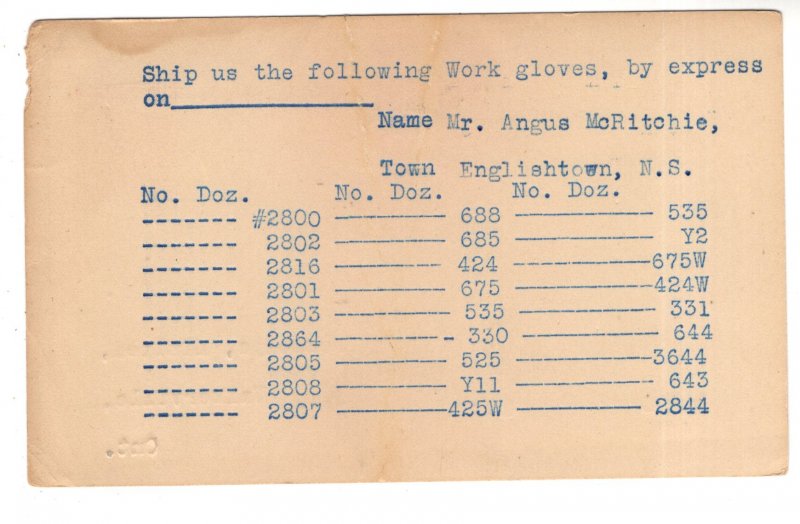 Ship us the following Work gloves, by express
on____________________
Name Mr. Angus McRitchie,
Town Englishtown, N.S.
No. Doz. No. Doz. No. Doz.
------- #2800 ---------- 688 ---------- 535
------- 2802 ---------- 685 ---------- Y2
------- 2816 ---------- 424 ----------675W
------- 2801 ---------- 675 ----------424W
------- 2803 ---------- 535 ---------- 331
------- 2864 ---------- - 330 ---------- 644
------- 2805 ---------- 525 ----------3644
------- 2808 ---------- Y11 ---------- 643
------- 2807 ----------425W ---------- 2844
Ont.